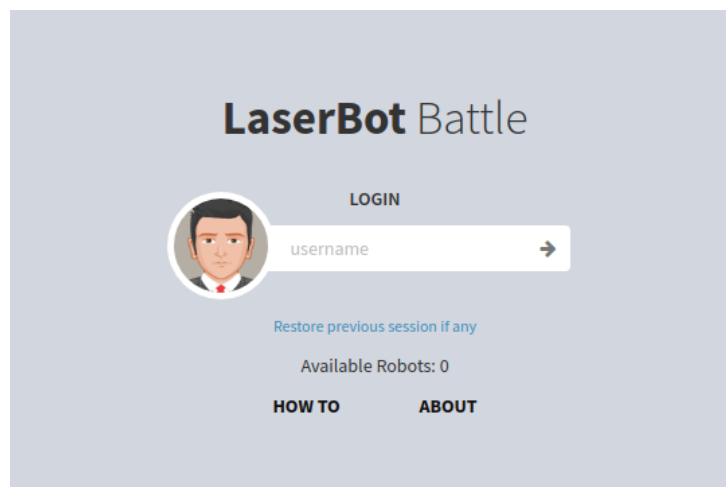 LaserBot Battle
LOGIN
username
Restore previous session if any
Available Robots: 0
HOW TO ABOUT